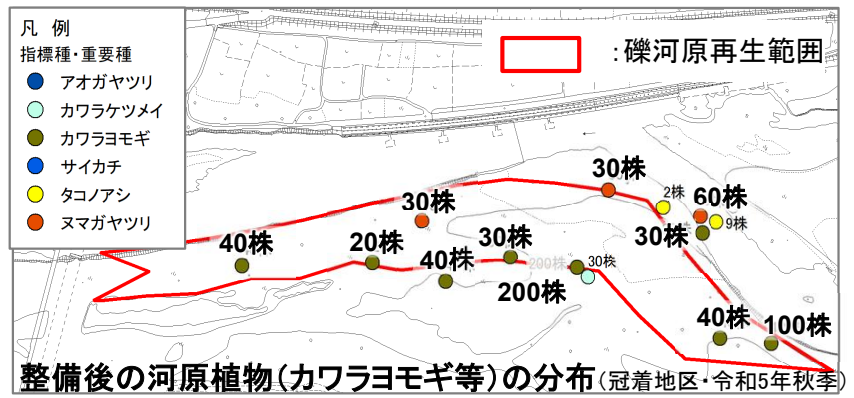 凡 例
指標種・重要種
アオガヤツリ
カワラケツメイ
カワラヨモギ
サイカチ
タコノアシ
ヌマガヤツリ
:礫河原再生範囲
30株
2株
60株
9株
30株
30株
40株
20株
30株
40株
200株
30株
200株
40株
100株
整備後の河原植物(カワラヨモギ等)の分布(冠着地区・令和5年秋季)